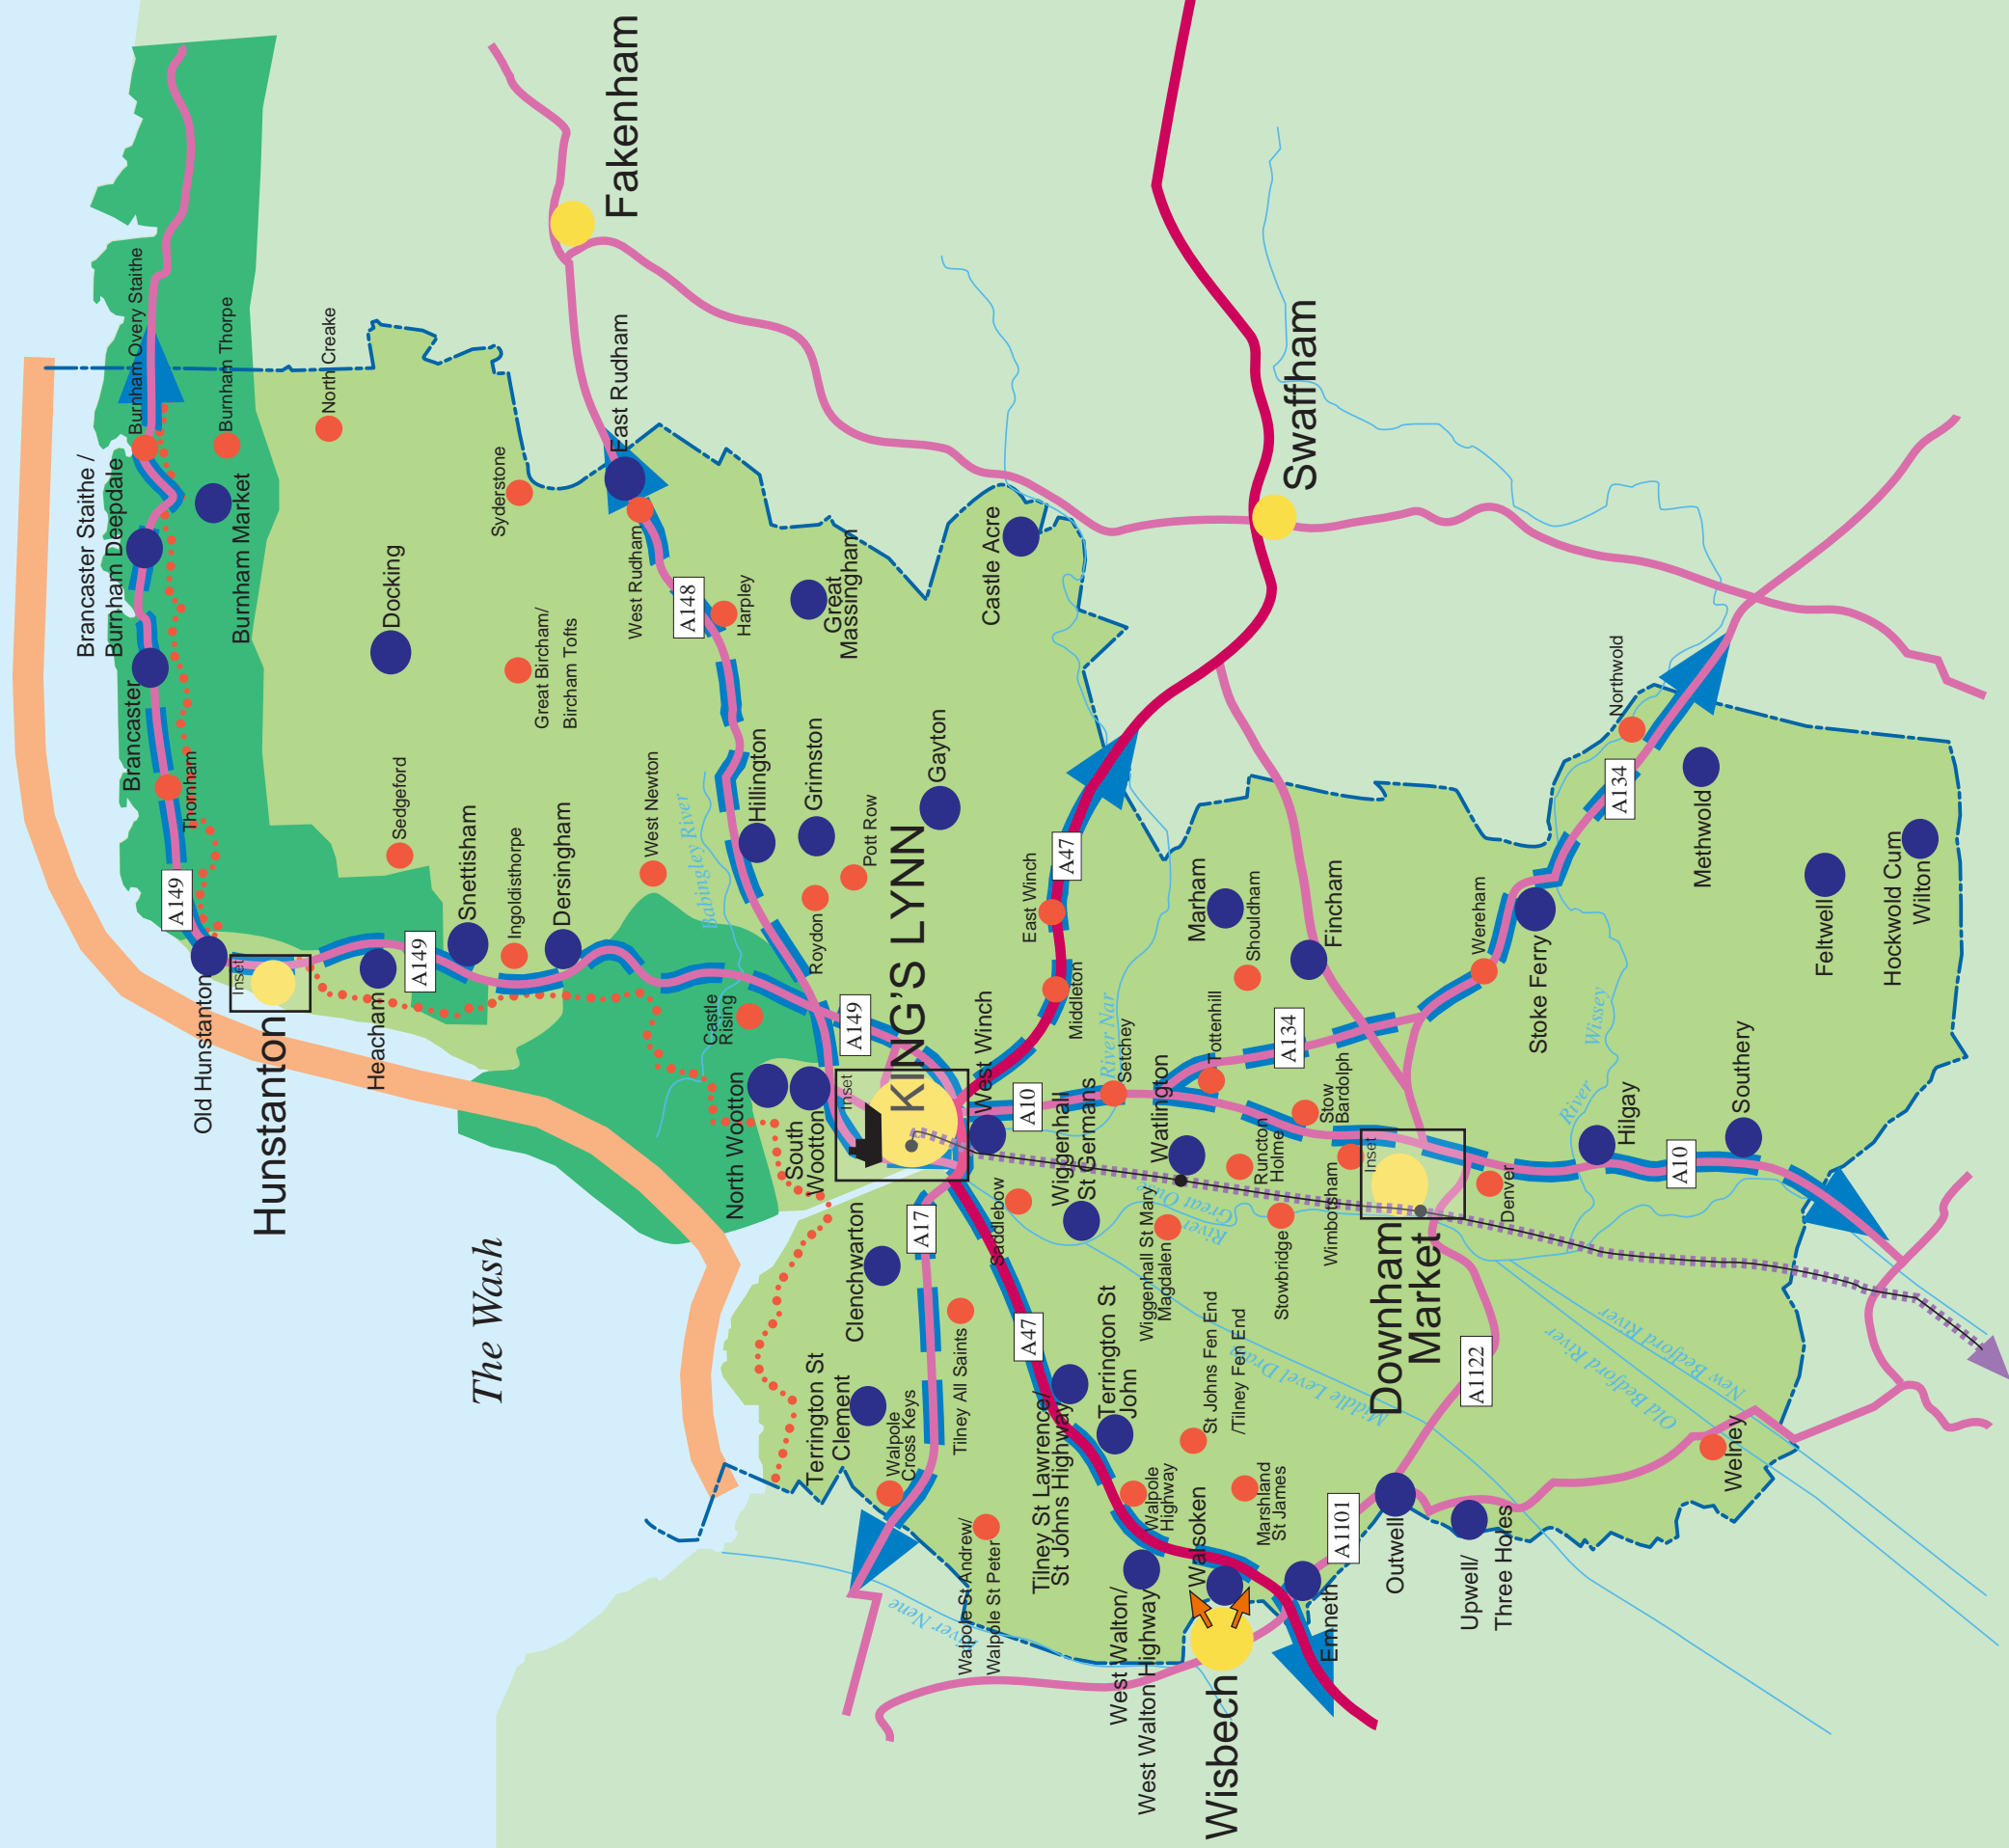 Brancaster Staithe /
Burnham Deepdale
Brancaster
Burnham Overy Staithe
A149
Thornham
Old Hunstanton
Burnham Thorpe
Burnham Market
Inset
Hunstanton
North Creake
Heacham
Docking
Sedgeford
A149
Snettisham
The Wash
Syderstone
Ingoldisthorpe
Great Bircham/
Bircham Tofts
Dersingham
Fakenham
East Rudham
West Rudham
West Newton
A148
Babingley River
Castle
Rising
North Wootton
Harpley
Hillington
South
Wootton
Great
Massingham
Grimston
Roydon
Terrington St
Clement
Inset
A149
Pott Row
Clenchwarton
Walpole
Cross Keys
KING'S LYNN
A17
Gayton
River Nene
Tilney All Saints
Walpole St Andrew/
Walpole St Peter
Castle Acre
West Winch
Saddlebow
A10
East Winch
A47
A47
Tilney St Lawrence/
St Johns Highway
Wiggenhall
St Germans
Middleton
River Nar
Setchey
Terrington St
John
West Walton/
West Walton Highway
Wiggenhall St Mary
Magdalen
Walpole
Highway
Watlington
River Great Ouse
Marham
Walsoken
St Johns Fen End
/Tilney Fen End
Tottenhill
Wisbech
Shouldham
Runcton
Holme
Marshland
St James
Stowbridge
A134
Swaffham
Middle Level Drain
Fincham
Stow
Bardolph
Wimbotsham
Emneth
A1101
Inset
Downham
Market
Outwell
Wereham
A1122
Upwell/
Three Holes
Denver
Stoke Ferry
River Wissey
Northwold
A134
Hilgay
Old Bedford River
New Bedford River
A10
Methwold
Southery
Welney
Feltwell
Hockwold Cum
Wilton